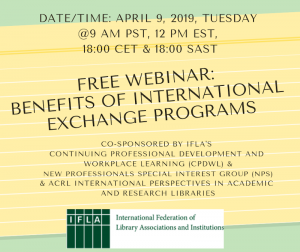 DATE/TIME: APRIL 9, 2019, TUESDAY
@9 AM PST, 12 PM EST,
18:00 CET & 18:00 SAST
FREE WEBINAR:
BENEFITS OF INTERNATIONAL
EXCHANGE PROGRAMS
CO-SPONSORED BY IFLA'S
CONTINUING PROFESSIONAL DEVELOPMENT AND
WORKPLACE LEARNING (CPDWL) &
NEW PROFESSIONALS SPECIAL INTEREST GROUP (NPS)
& ACRL INTERNATIONAL PERSPECTIVES IN ACADEMIC
AND RESEARCH LIBRARIES
IFLA
International Federation of
Library Associations and Institutions